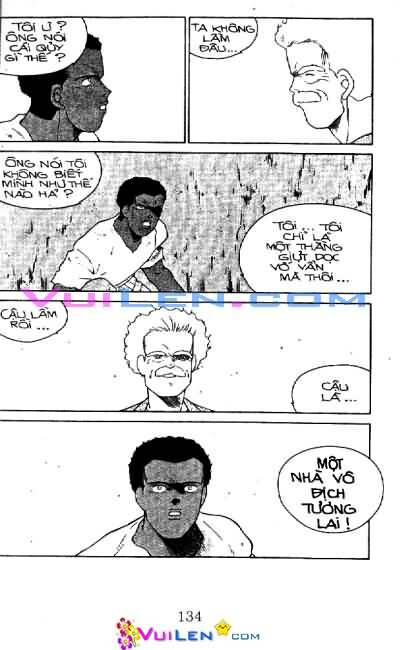 TÔI Ư ?
ÔNG NÓI
CÁI QỦY
GÌ THẾ ?
TA KHÔNG
LẦM
ĐÂU...
ÔNG NÓI TÔI
KHÔNG BIẾT
MÌNH NHƯ THẾ
NÀO HẢ ?
TÔI ... TÔI
CHỈ LÀ
MỘT THẰNG
GIỰT DỌC
VỚ VẨN
MÀ THÔI ...
VUILEN.COM
CẬU LẦM
RỒI ...
CẬU
LÀ ...
MỘT
NHÀ VÔ
ĐỊCH
TƯƠNG
LAI !
134
VUILEN.COM